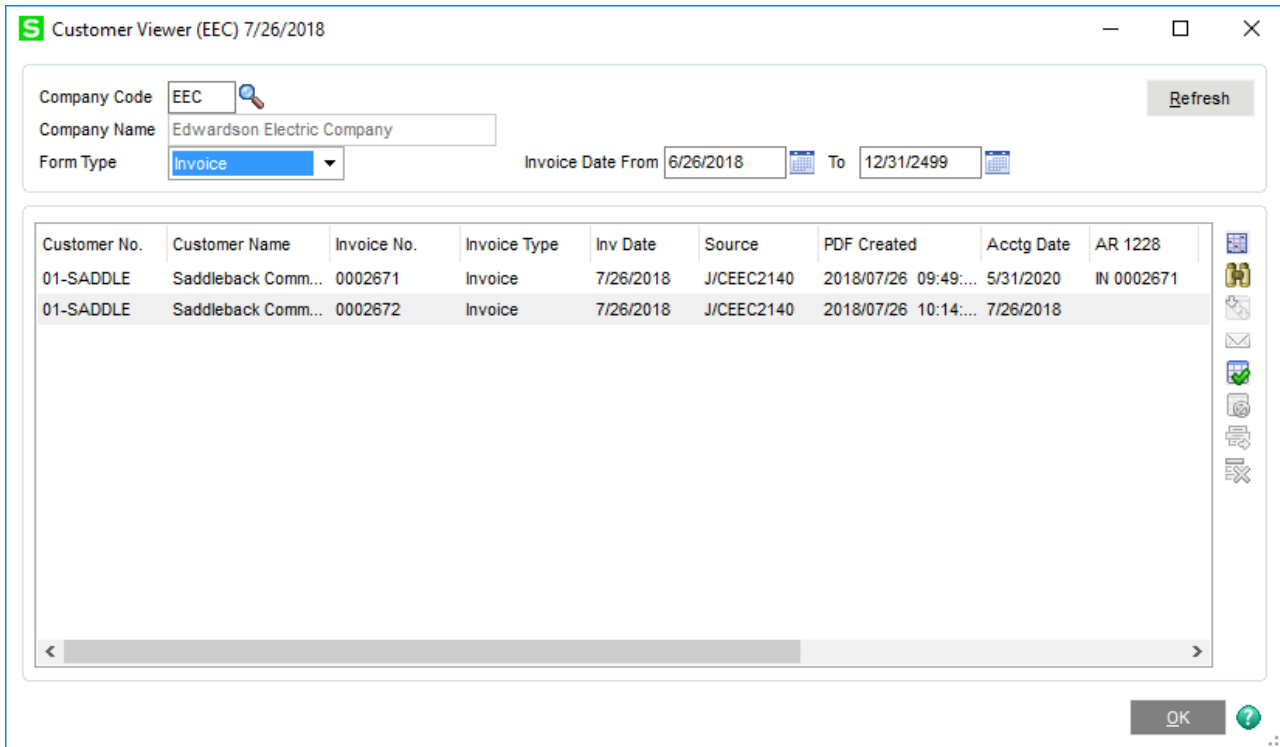 S Customer Viewer (EEC) 7/26/2018
Company Code EEC Refresh
Company Name Edwardson Electric Company
Form Type Invoice Invoice Date From 6/26/2018 To 12/31/2499
Customer No. Customer Name Invoice No. Invoice Type Inv Date Source PDF Created Acctg Date AR 1228
01-SADDLE Saddleback Comm... 0002671 Invoice 7/26/2018 J/CEEC2140 2018/07/26 09:49:... 5/31/2020 IN 0002671
01-SADDLE Saddleback Comm... 0002672 Invoice 7/26/2018 J/CEEC2140 2018/07/26 10:14:... 7/26/2018
OK ?